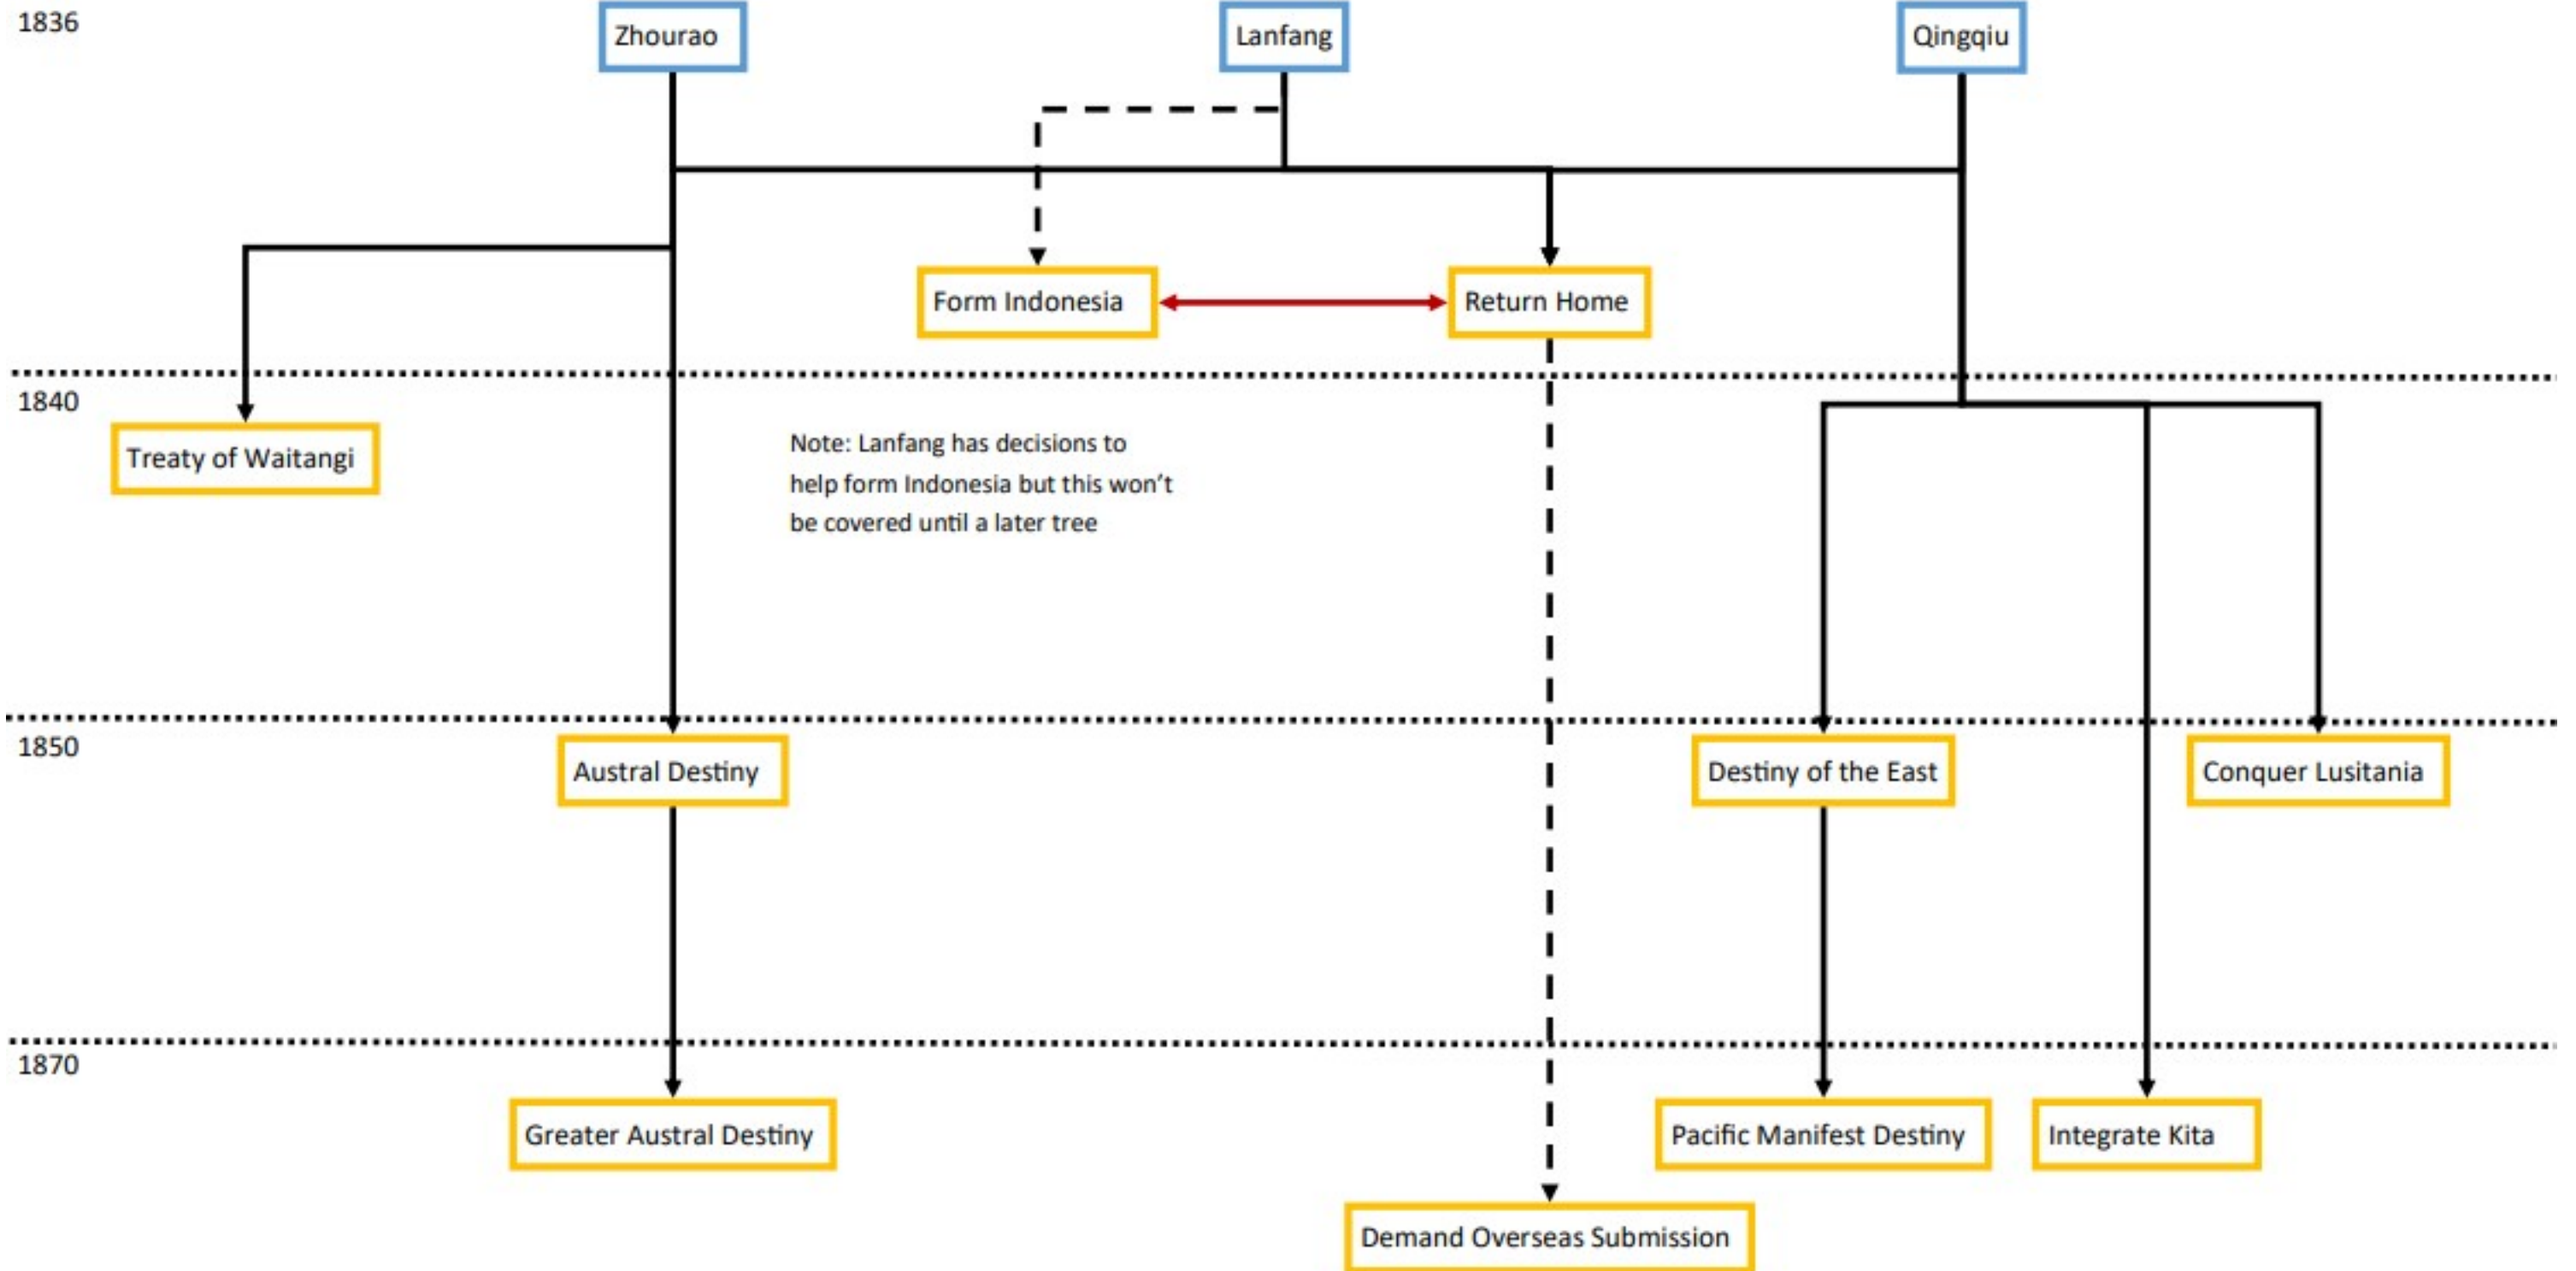 1836
Zhourao
Lanfang
Qingqiu
Form Indonesia
Return Home
1840
Treaty of Waitangi
Note: Lanfang has decisions to
help form Indonesia but this won’t
be covered until a later tree
1850
Austral Destiny
Destiny of the East
Conquer Lusitania
1870
Greater Austral Destiny
Pacific Manifest Destiny
Integrate Kita
Demand Overseas Submission